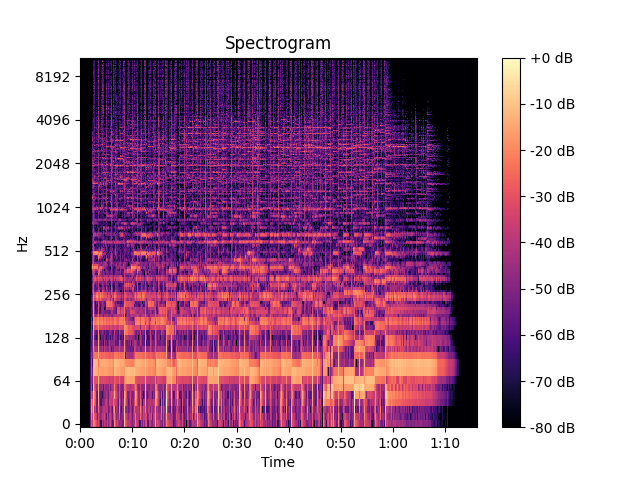 Spectrogram
8192
4096
2048
1024
512
256
128
64
0
Hz
0:00 0:10 0:20 0:30 0:40 0:50 1:00 1:10
Time
+0 dB
-10 dB
-20 dB
-30 dB
-40 dB
-50 dB
-60 dB
-70 dB
-80 dB